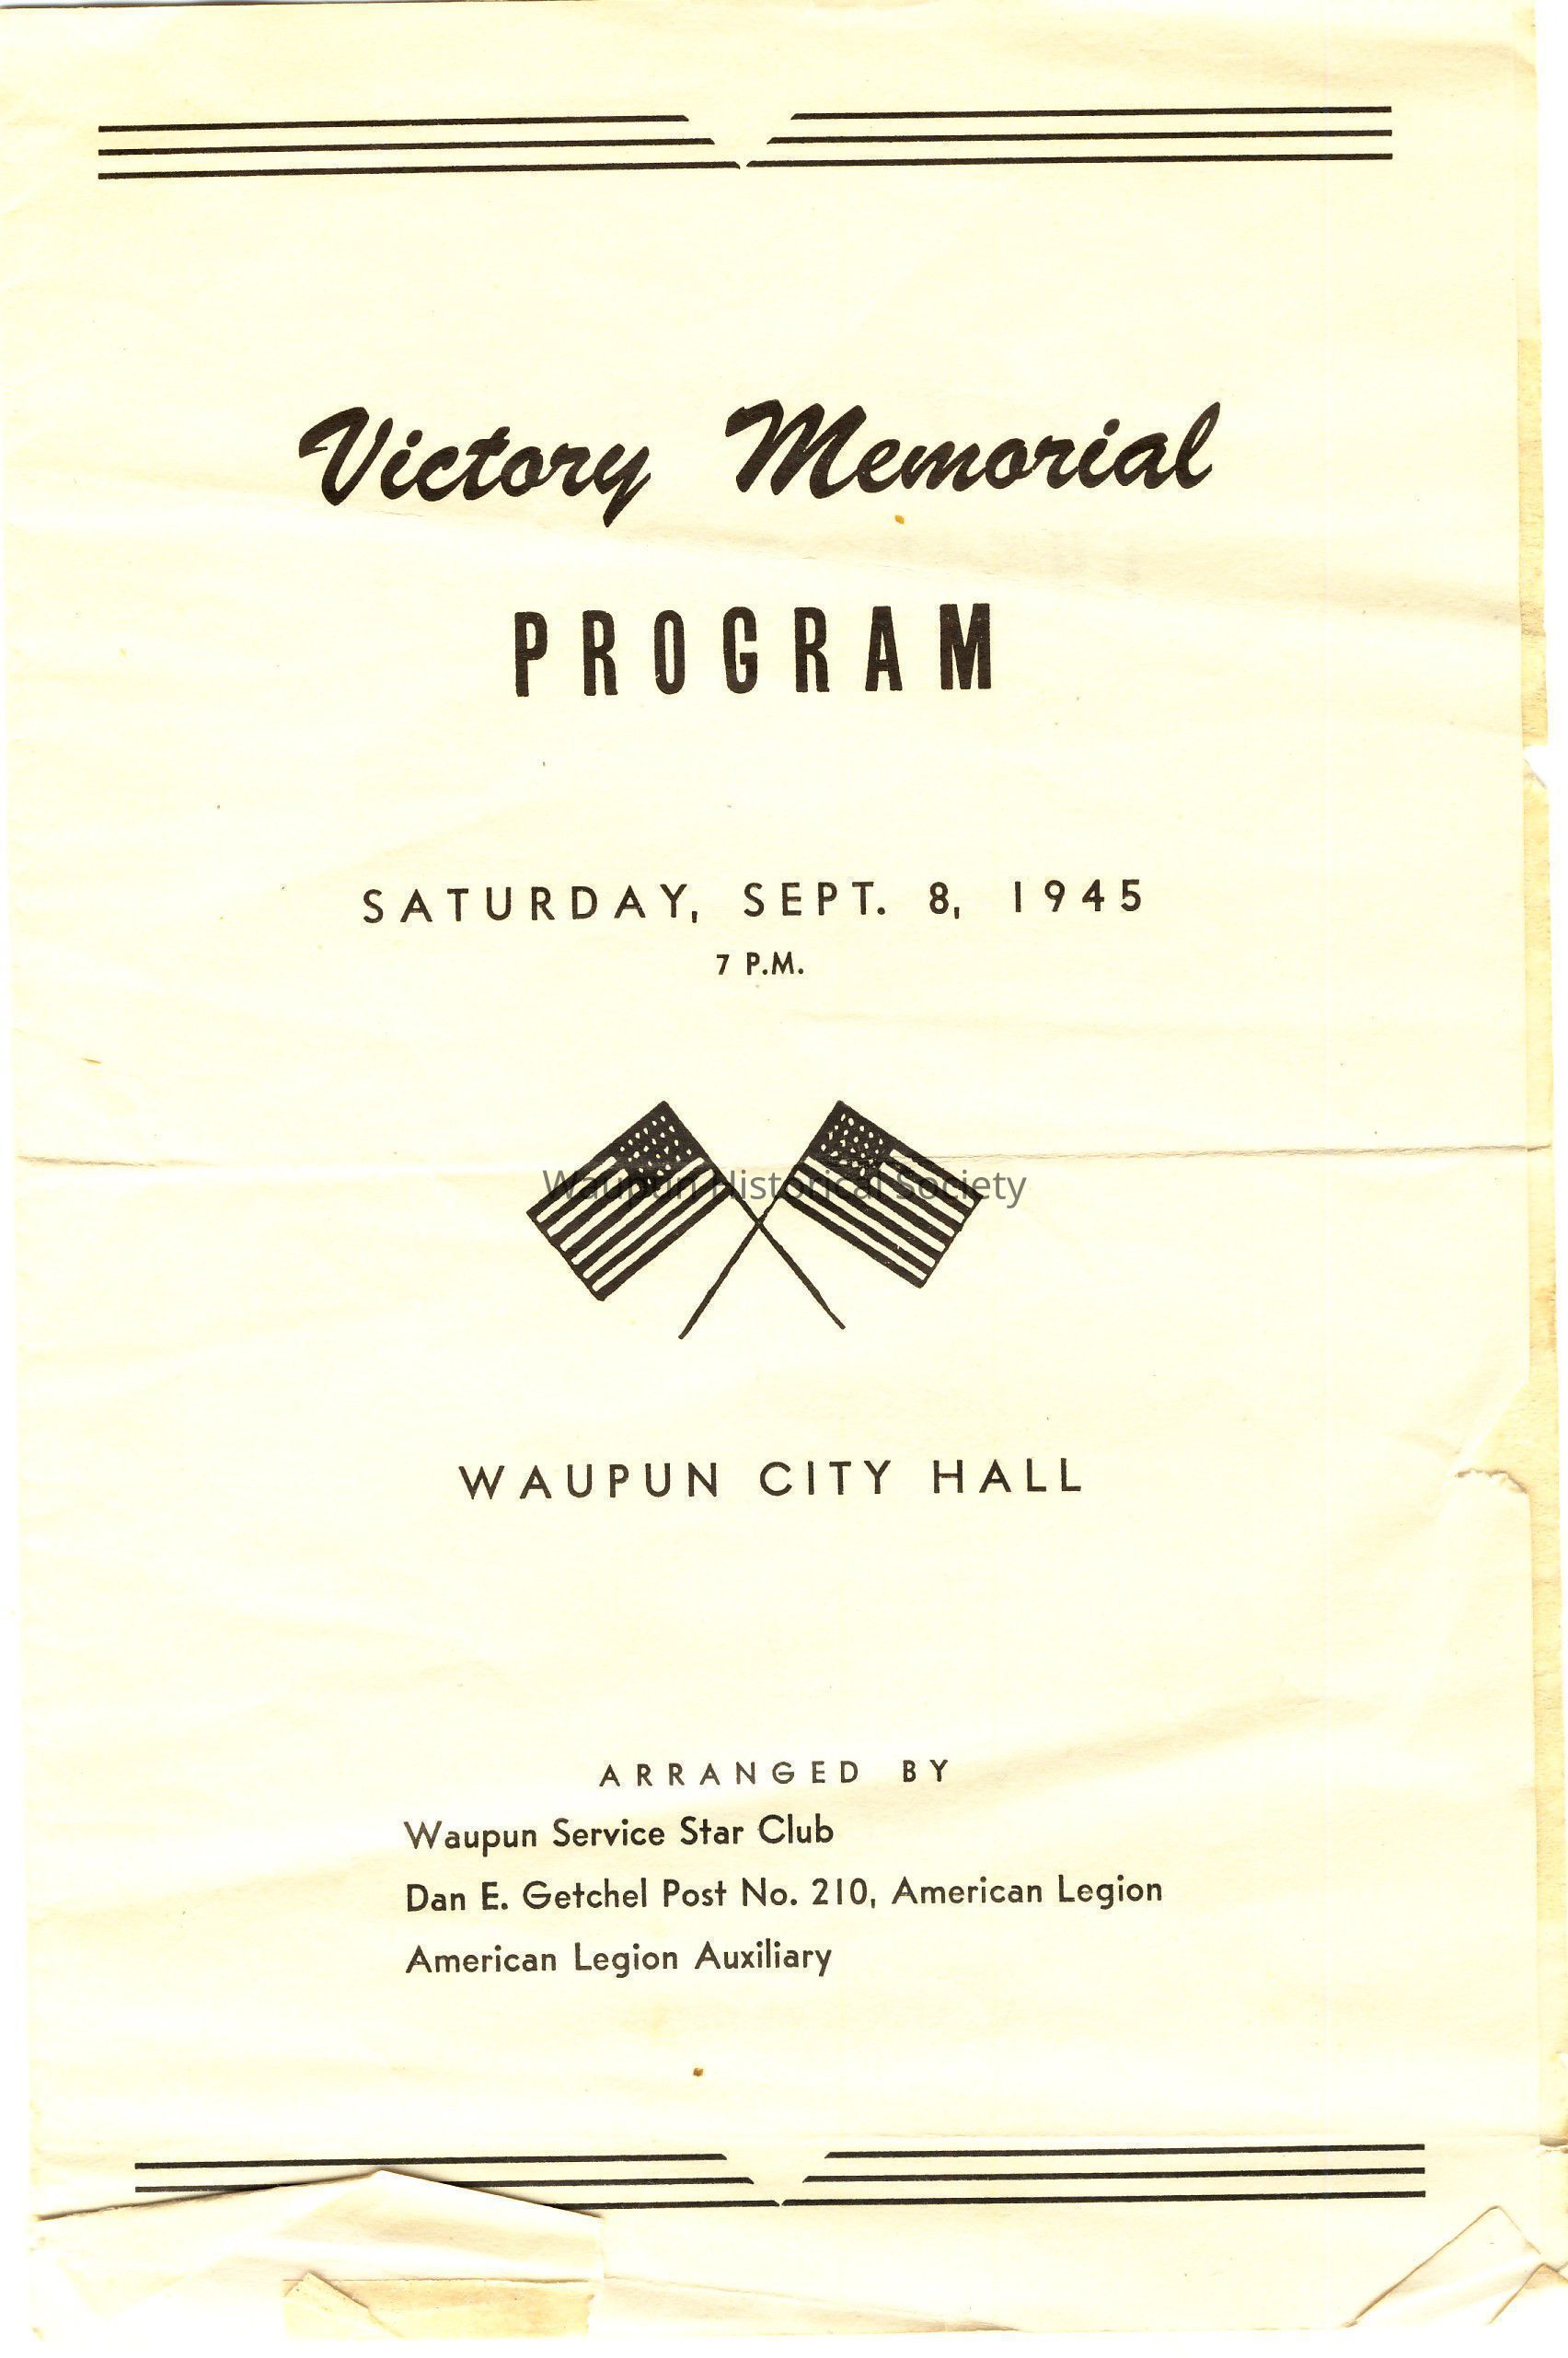 Victory Memorial
PROGRAM
SATURDAY, SEPT. 8, 1945
7 P.M.
Waupun Historical Society
WAUPUN CITY HALL
ARRANGED BY
Waupun Service Star Club
Dan E. Getchel Post No. 210, American Legion
American Legion Auxiliary